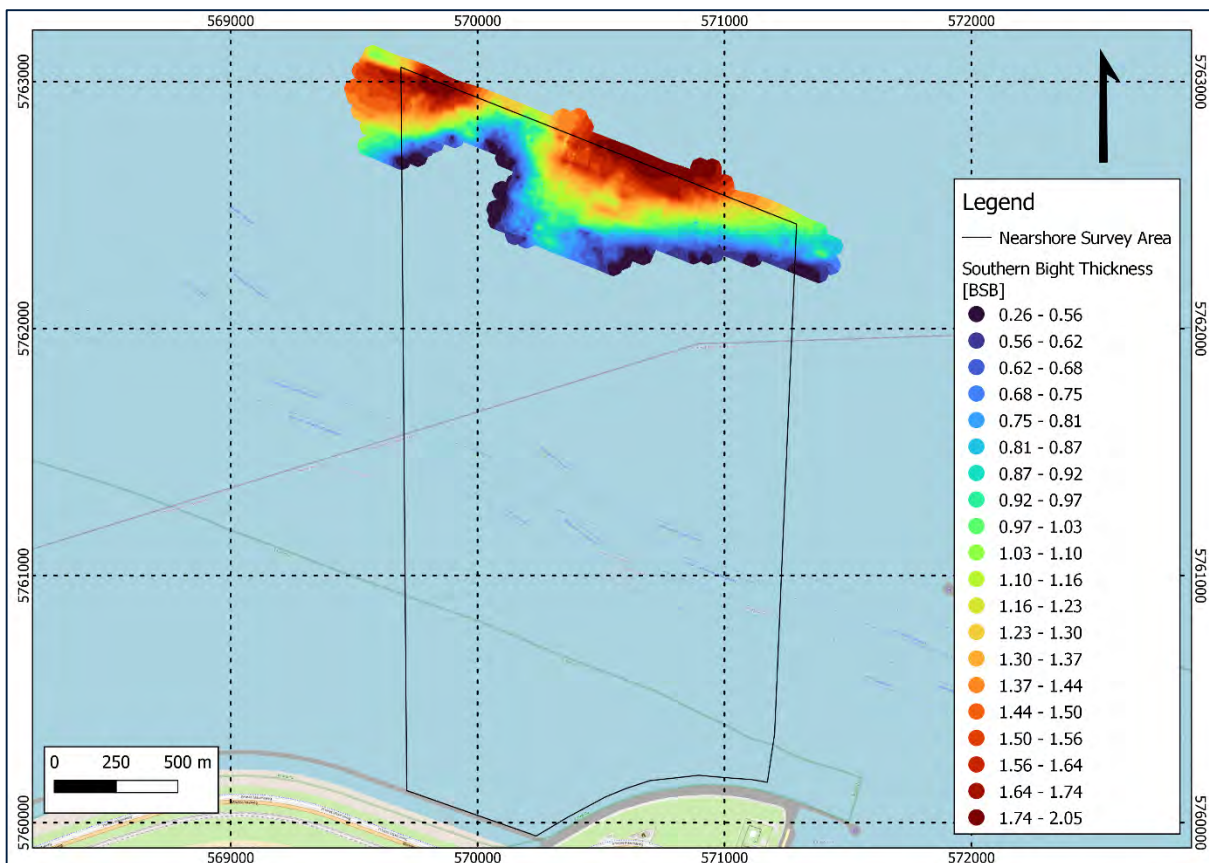 569000 570000 571000 572000
5763000 5763000
Legend
Nearshore Survey Area
Southern Bight Thickness
[BSB]
0.26 - 0.56
0.56 - 0.62
0.62 - 0.68
0.68 - 0.75
0.75 - 0.81
0.81 - 0.87
0.87 - 0.92
0.92 - 0.97
0.97 - 1.03
1.03 - 1.10
1.10 - 1.16
1.16 - 1.23
1.23 - 1.30
1.30 - 1.37
1.37 - 1.44
1.44 - 1.50
1.50 - 1.56
1.56 - 1.64
1.64 - 1.74
1.74 - 2.05
5762000 5762000
5761000 5761000
0 250 500 m
5760000 5760000
569000 570000 571000 572000